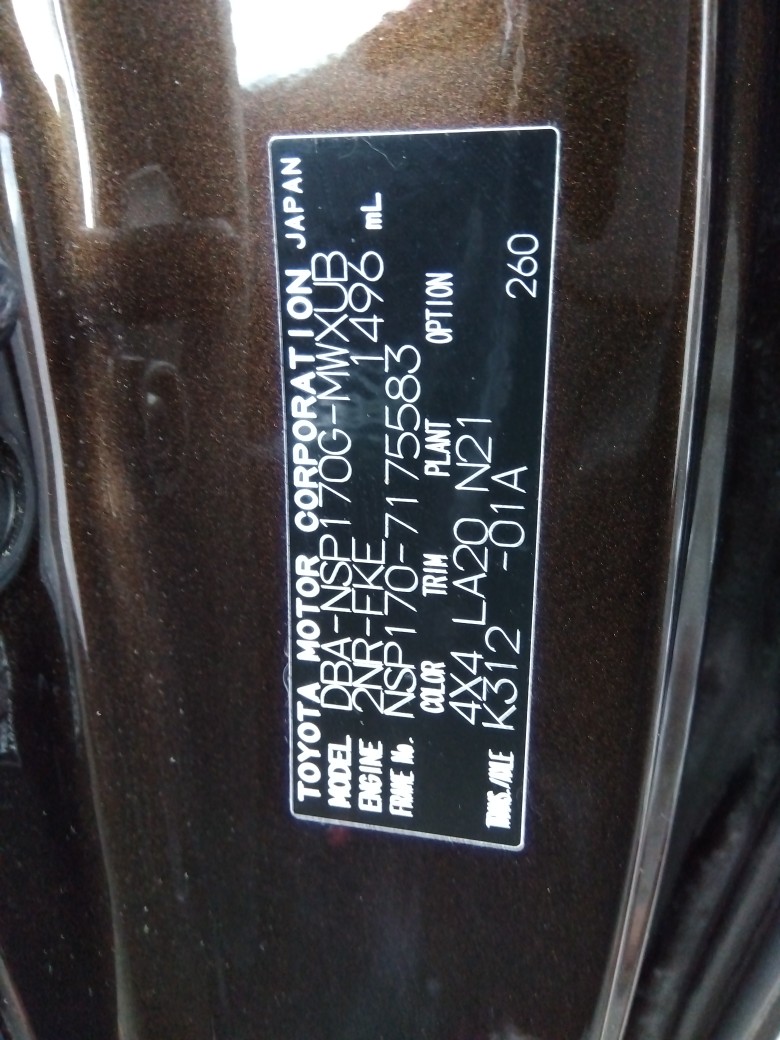 TOYOTA MOTOR CORPORATION JAPAN
MODEL DBA-NSP170G-MWXUB
ENGINE 2NR-FKE 1496 mL
FRAME No. NSP170-7175583
COLOR TRIM PLANT OPTION
4X4 LA20 N21
TRANS./AXLE K312 -01A 260